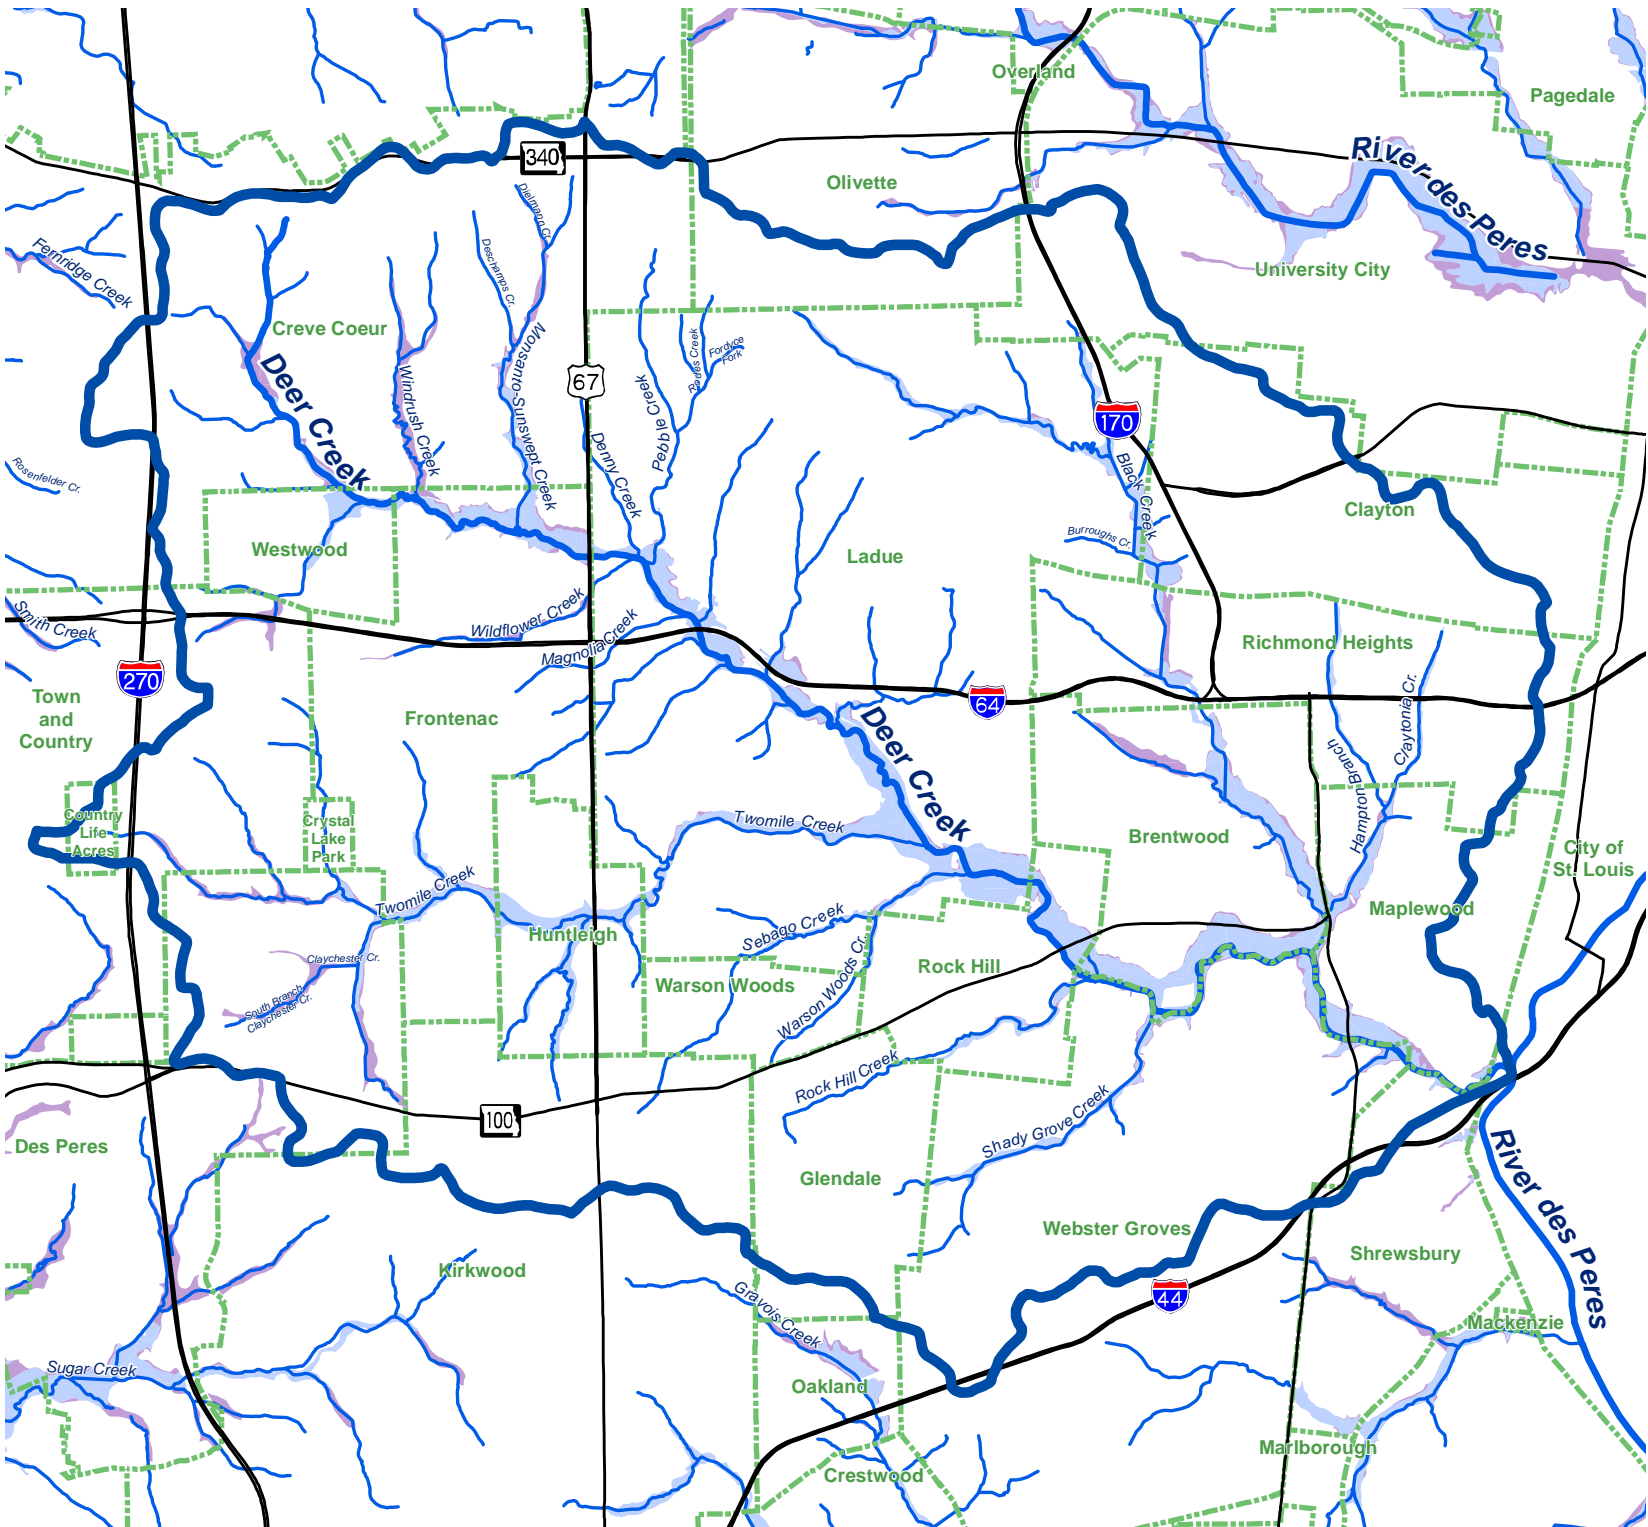 Overland
Pagedale
River des Peres
340
Olivette
Dielmann Cr.
Deschamps Cr.
Fernridge Creek
University City
Creve Coeur
Deer Creek
Windrush Creek
Monsanto-Sunswept Creek
67
Pebble Creek
Fordyce
Fork
Denny Creek
170
Black Creek
Rosenfelder Cr.
Clayton
Westwood
Ladue
Burroughs Cr.
Smith Creek
Wildflower Creek
Magnolia Creek
Richmond Heights
270
64
Town
and
Country
Frontenac
Deer Creek
Hampton Branch
Claytonia Cr.
Country
Life
Acres
Crystal
Lake
Park
Twomile Creek
Brentwood
City of
St. Louis
Twomile Creek
Huntleigh
Sebago Creek
Maplewood
Claychester Cr.
South Branch
Claychester Cr.
Warson Woods
Warson Woods Cr.
Rock Hill
Rock Hill Creek
100
Shady Grove Creek
Des Peres
River des Peres
Glendale
Webster Groves
Shrewsbury
Kirkwood
44
Gravois Creek
Mackenzie
Sugar Creek
Oakland
Crestwood
Marlborough